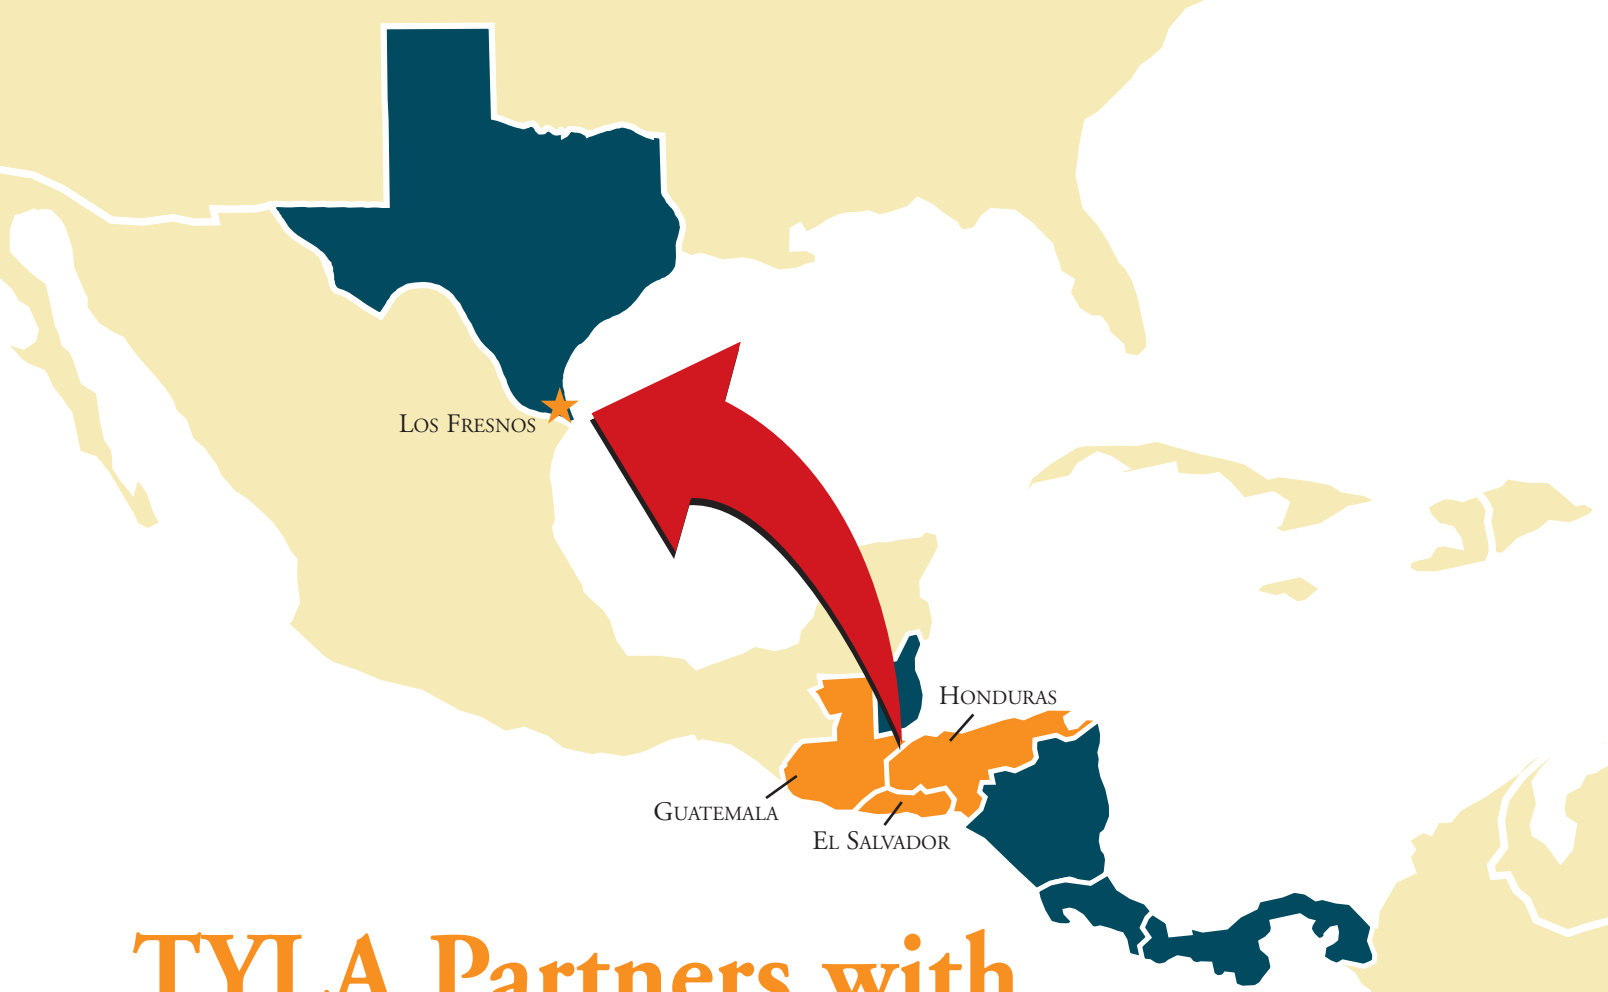 Los Fresnos
Honduras
Guatemala
El Salvador
TYLA Partners with